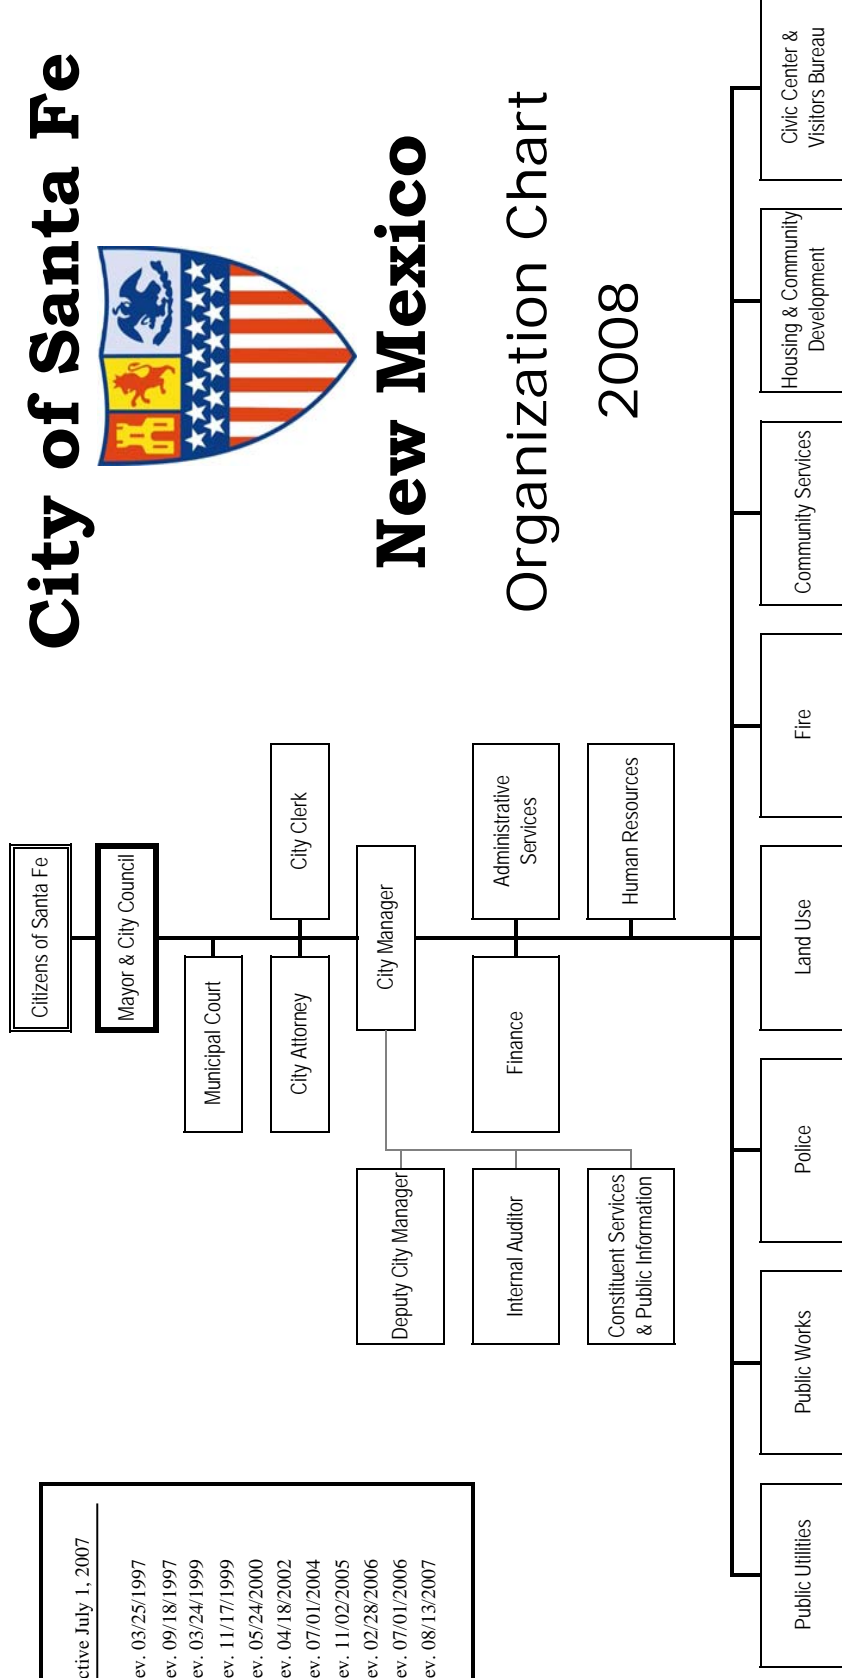 City of Santa Fe
New Mexico
Organization Chart
2008
ctive July 1, 2007
ev. 03/25/1997
ev. 09/18/1997
ev. 03/24/1999
ev. 11/17/1999
ev. 05/24/2000
ev. 04/18/2002
ev. 07/01/2004
ev. 11/02/2005
ev. 02/28/2006
ev. 07/01/2006
ev. 08/13/2007
Citizens of Santa Fe
Mayor & City Council
Municipal Court
City Attorney
City Clerk
City Manager
Deputy City Manager
Internal Auditor
Constituent Services
& Public Information
Finance
Administrative
Services
Human Resources
Public Utilities
Public Works
Police
Land Use
Fire
Community Services
Housing & Community
Development
Civic Center &
Visitors Bureau